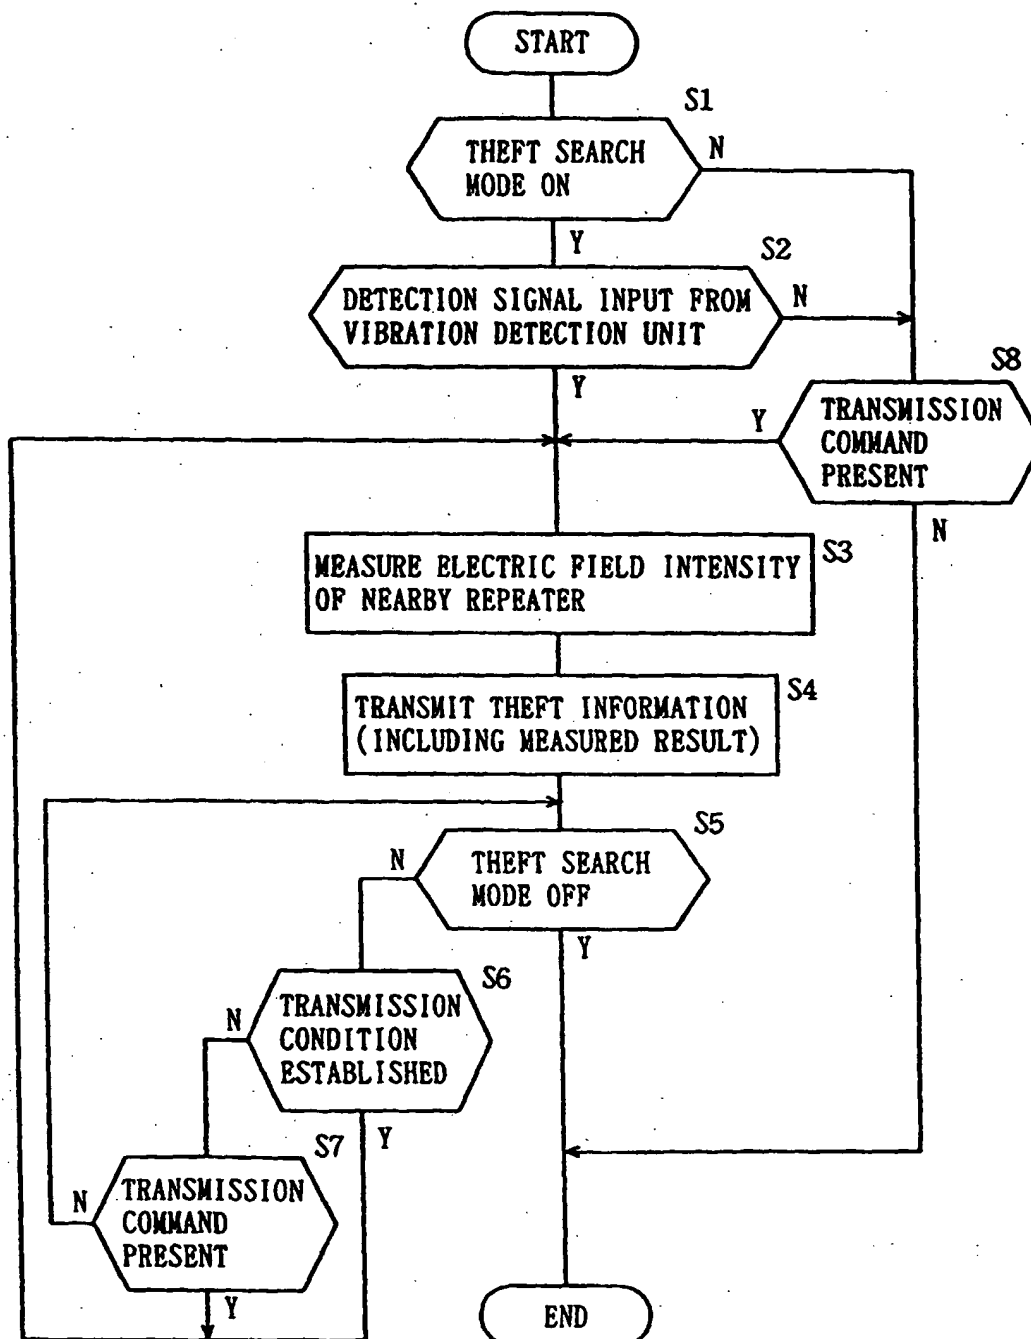 START
S1
THEFT SEARCH
MODE ON
N
Y
S2
DETECTION SIGNAL INPUT FROM
VIBRATION DETECTION UNIT
N
Y
S8
TRANSMISSION
COMMAND
PRESENT
Y
N
S3
MEASURE ELECTRIC FIELD INTENSITY
OF NEARBY REPEATER
S4
TRANSMIT THEFT INFORMATION
(INCLUDING MEASURED RESULT)
S5
THEFT SEARCH
MODE OFF
N
Y
S6
TRANSMISSION
CONDITION
ESTABLISHED
N
Y
S7
TRANSMISSION
COMMAND
PRESENT
N
Y
END